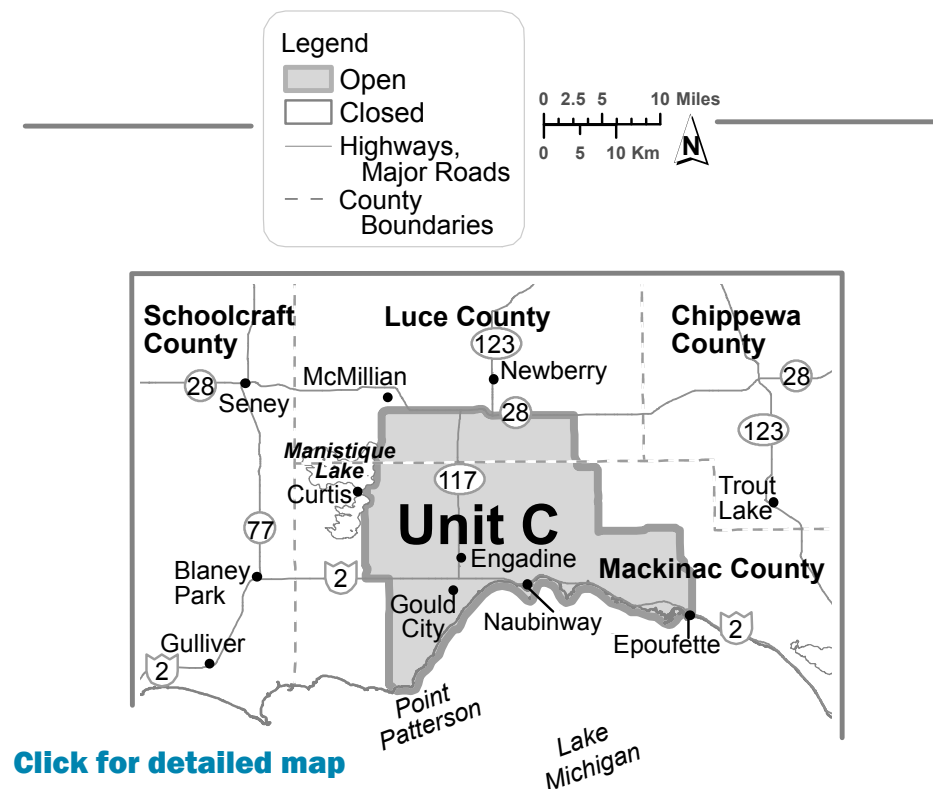 Legend
Open
Closed
Highways,
Major Roads
County
Boundaries
0 2.5 5 10 Miles
0 5 10 Km
N
Schoolcraft
County
Luce County
Chippewa
County
123
McMillian
Newberry
28
Seney
28
28
123
Manistique
Lake
Curtis
117
Trout
Lake
77
Unit C
Engadine
Mackinac County
Blaney
Park
2
Gould
City
Naubinway
Epoufette
2
Gulliver
2
Point
Patterson
Lake
Michigan
Click for detailed map